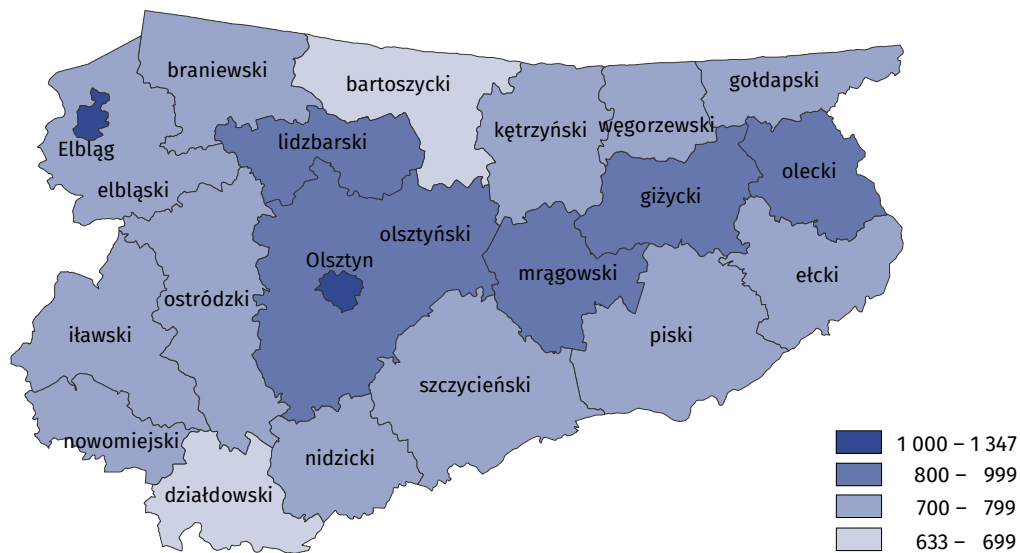 braniewski
bartoszycki
gołdapski
kętrzyński
węgorzewski
Elbląg
lidzbarski
elbląski
giżycki
olecki
olsztyński
Olsztyn
mrągowski
ełcki
ostródzki
iławski
piski
szczycieński
nowomiejski
nidzicki
działdowski
1 000 – 1 347
800 – 999
700 – 799
633 – 699